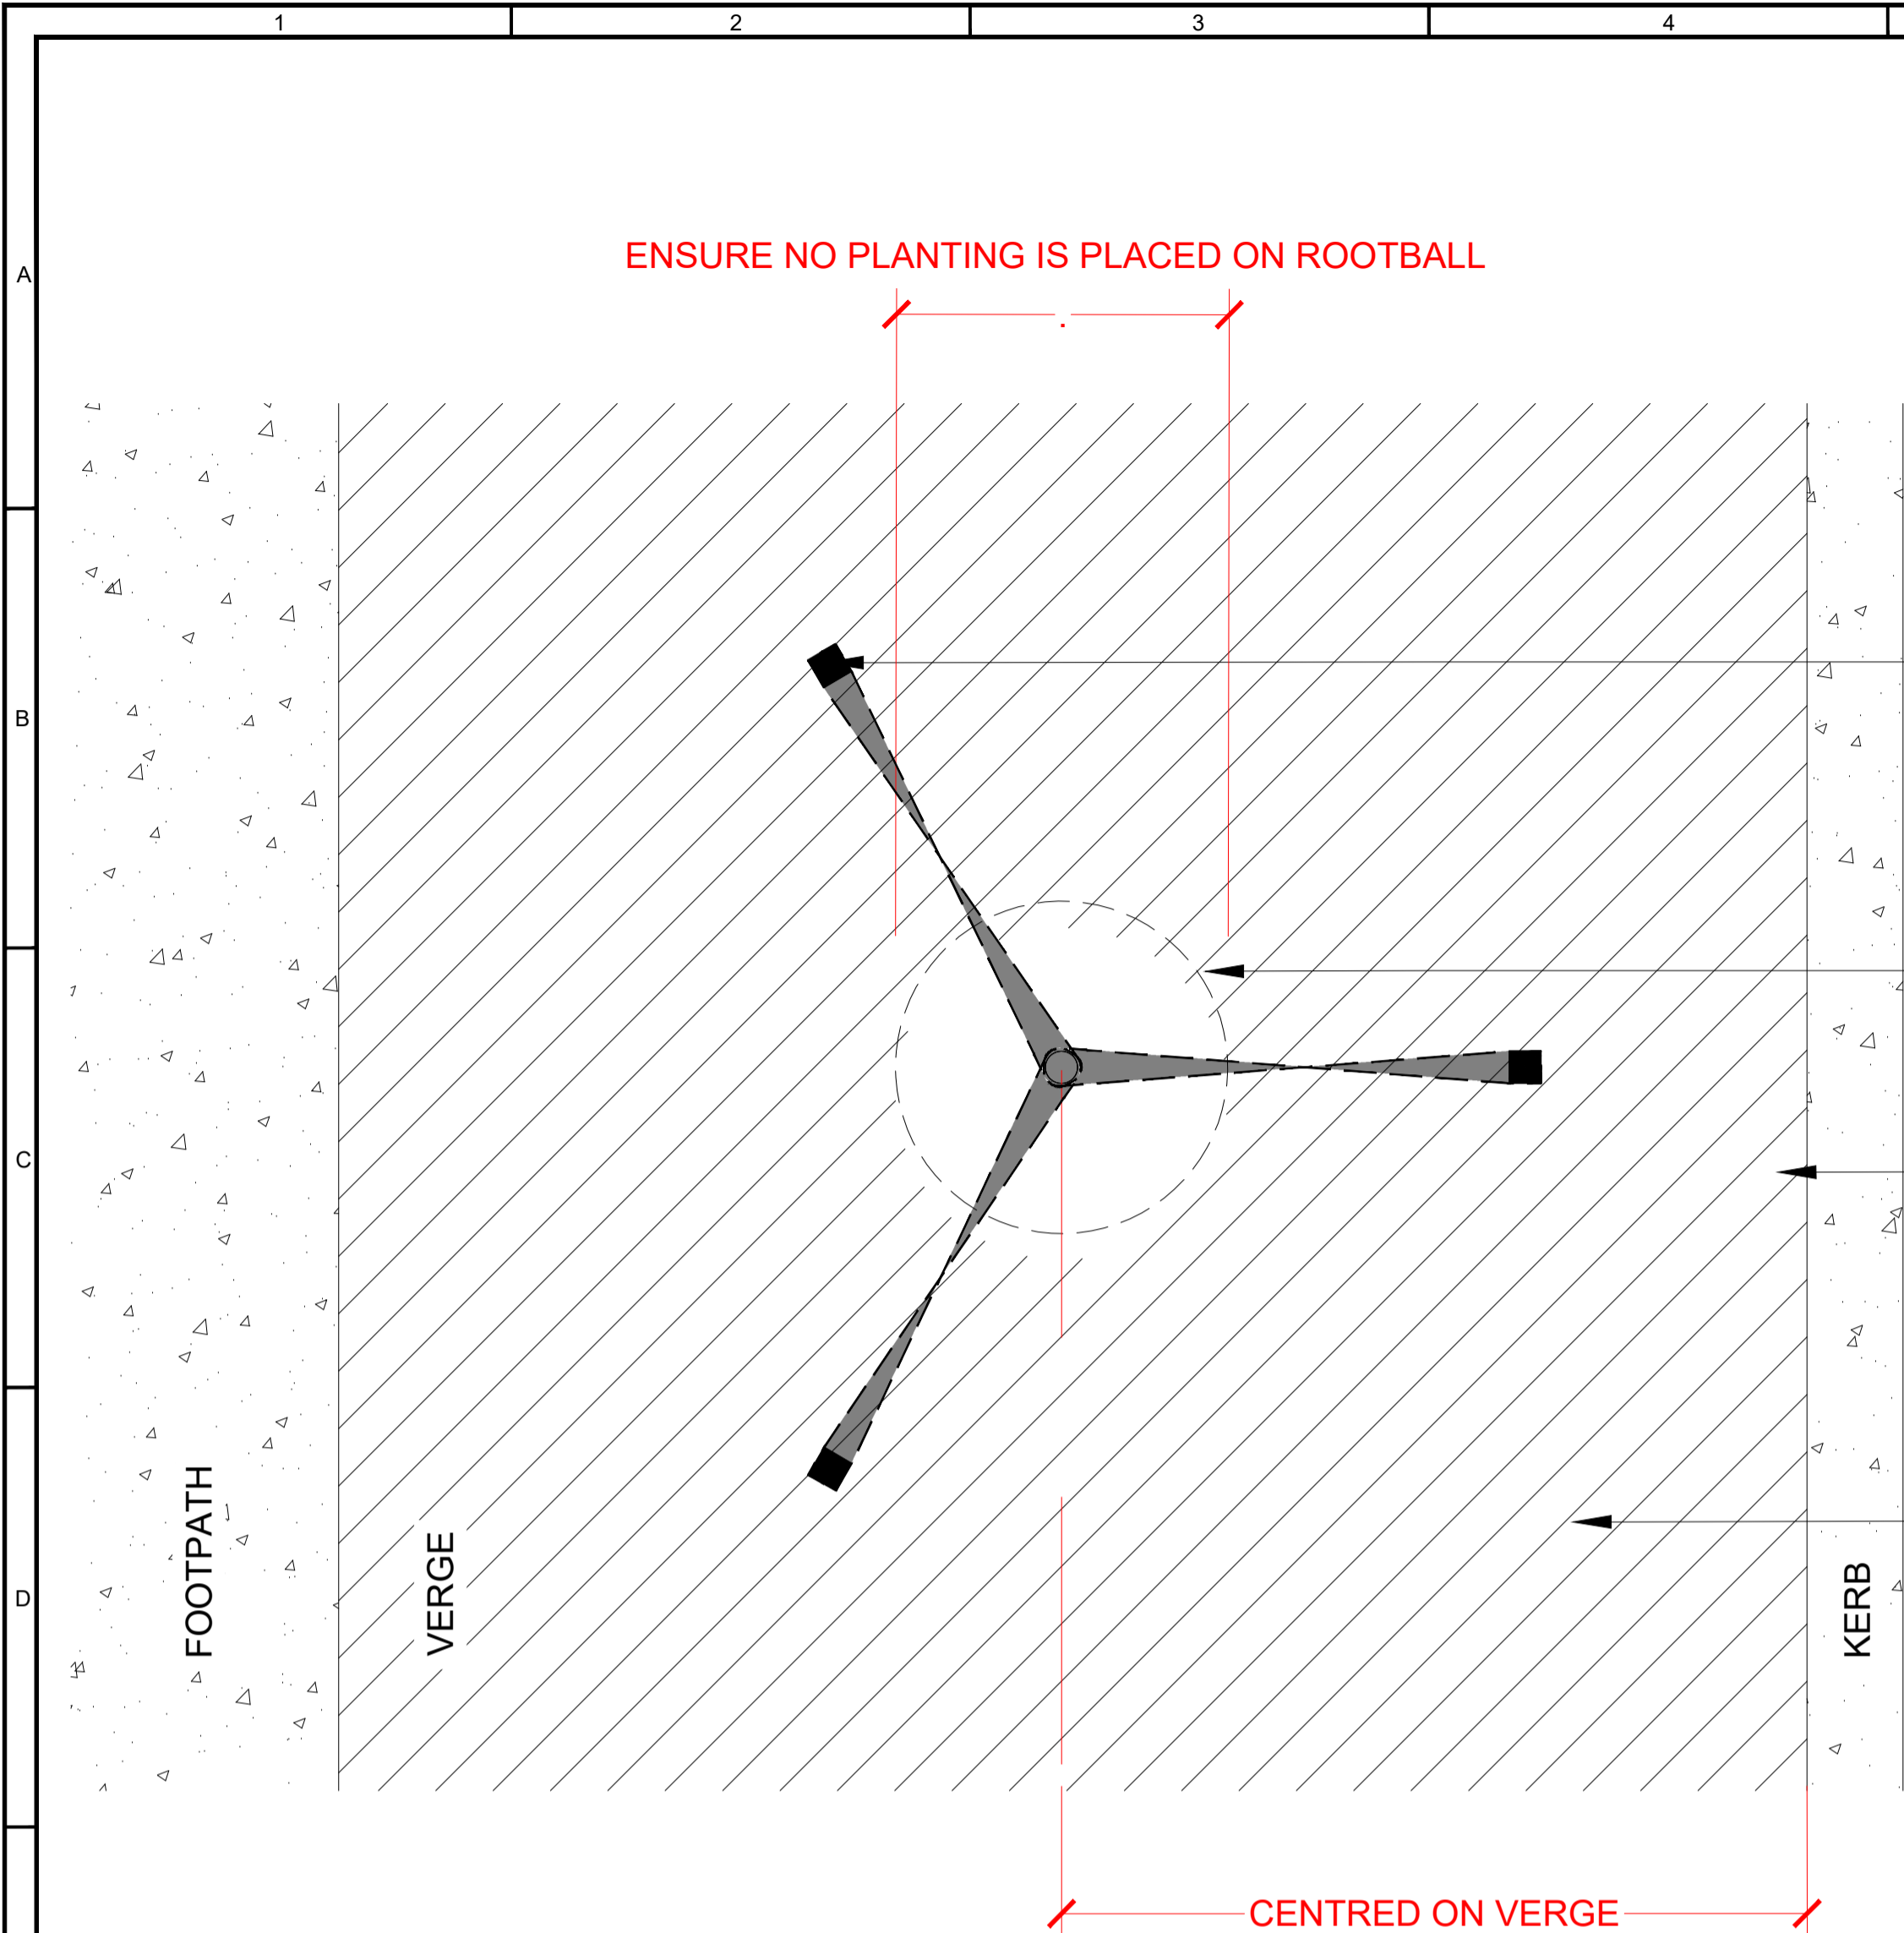 1
2
3
4
A
ENSURE NO PLANTING IS PLACED ON ROOTBALL
.
B
C
D
FOOTPATH
VERGE
KERB
CENTRED ON VERGE